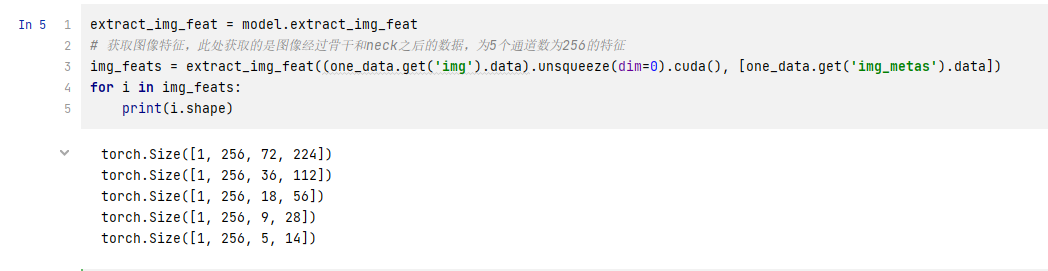 In 5 1 extract_img_feat = model.extract_img_feat
2 # 获取图像特征，此处获取的是图像经过骨干和neck之后的数据，为5个通道数为256的特征
3 img_feats = extract_img_feat((one_data.get('img').data).unsqueeze(dim=0).cuda(), [one_data.get('img_metas').data])
4 for i in img_feats:
5     print(i.shape)
torch.Size([1, 256, 72, 224])
torch.Size([1, 256, 36, 112])
torch.Size([1, 256, 18, 56])
torch.Size([1, 256, 9, 28])
torch.Size([1, 256, 5, 14])